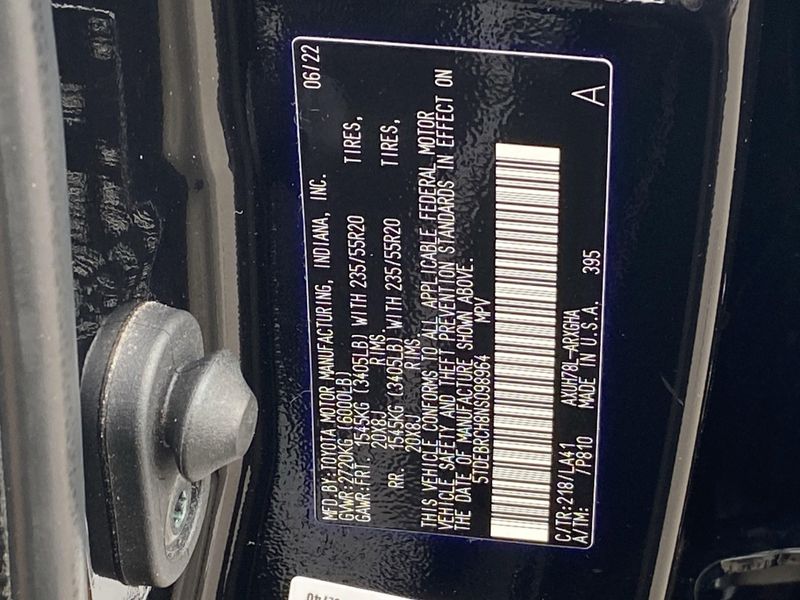 MFD.BY:TOYOTA MOTOR MANUFACTURING, INDIANA, INC. 06/22
GVWR:2720KG (6000LB)
GAWR:FRT. 1545KG (3405LB) WITH 235/55R20 TIRES,
20X8J RIMS
RR. 1545KG (3405LB) WITH 235/55R20 TIRES,
20X8J RIMS
THIS VEHICLE CONFORMS TO ALL APPLICABLE FEDERAL MOTOR
VEHICLE SAFETY AND THEFT PREVENTION STANDARDS IN EFFECT ON
THE DATE OF MANUFACTURE SHOWN ABOVE.
5TDEBRCH8NS098964 MPV
C/TR:218/LA41 AXUH78L-ARXGHA
A/TM: /P810 MADE IN U.S.A. 395 A